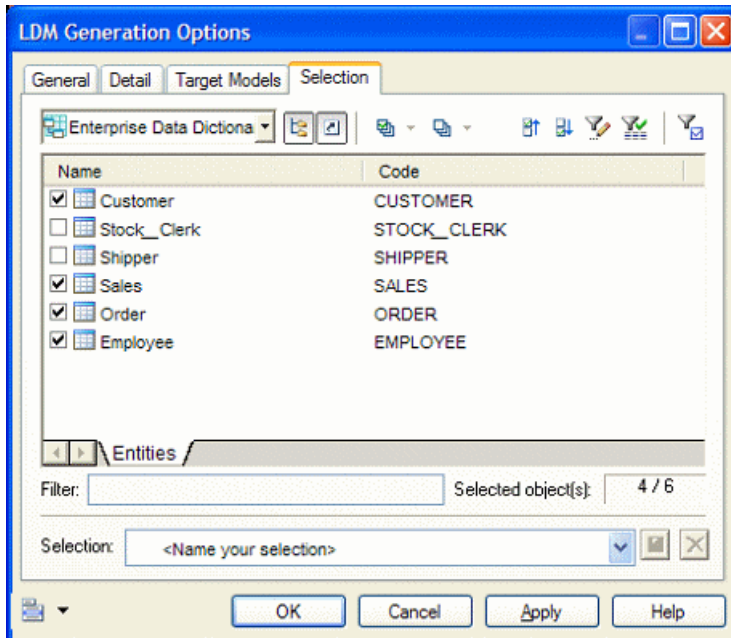 LDM Generation Options
General Detail Target Models Selection
Enterprise Data Dictiona
Name Code
Customer CUSTOMER
Stock__Clerk STOCK__CLERK
Shipper SHIPPER
Sales SALES
Order ORDER
Employee EMPLOYEE
Entities
Filter: Selected object(s): 4 / 6
Selection: <Name your selection>
OK Cancel Apply Help